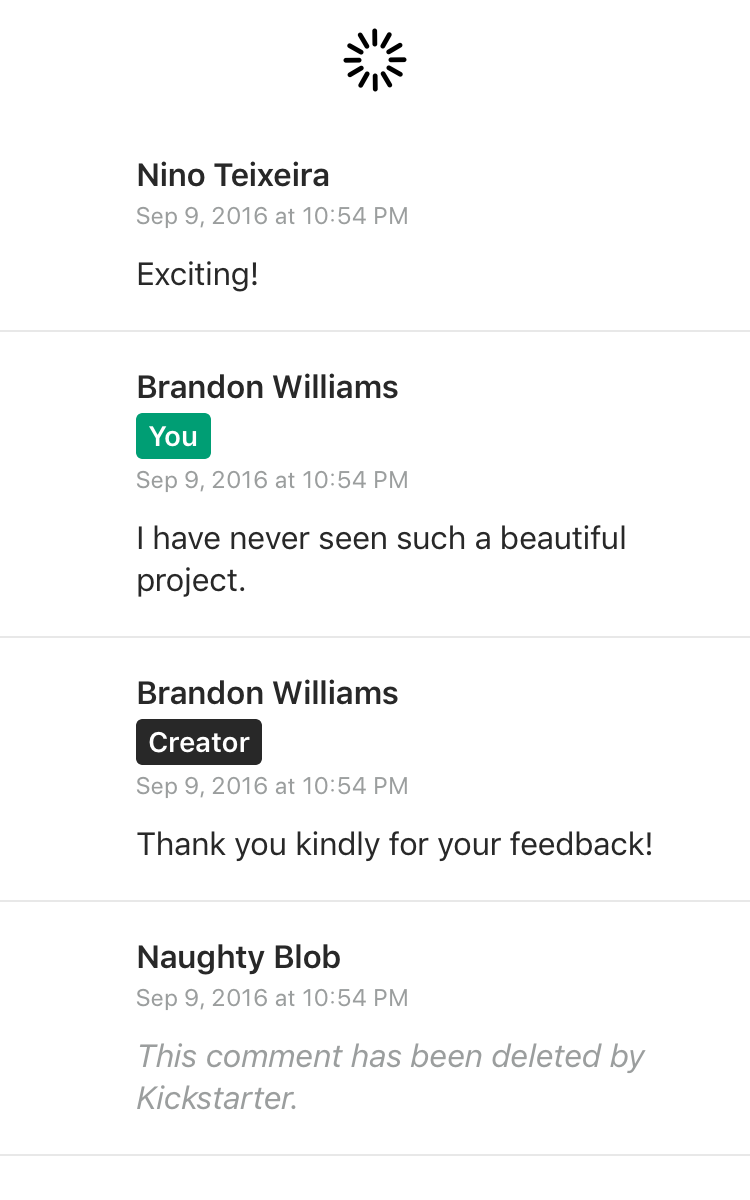 Nino Teixeira
Sep 9, 2016 at 10:54 PM
Exciting!
Brandon Williams
You
Sep 9, 2016 at 10:54 PM
I have never seen such a beautiful
project.
Brandon Williams
Creator
Sep 9, 2016 at 10:54 PM
Thank you kindly for your feedback!
Naughty Blob
Sep 9, 2016 at 10:54 PM
This comment has been deleted by
Kickstarter.